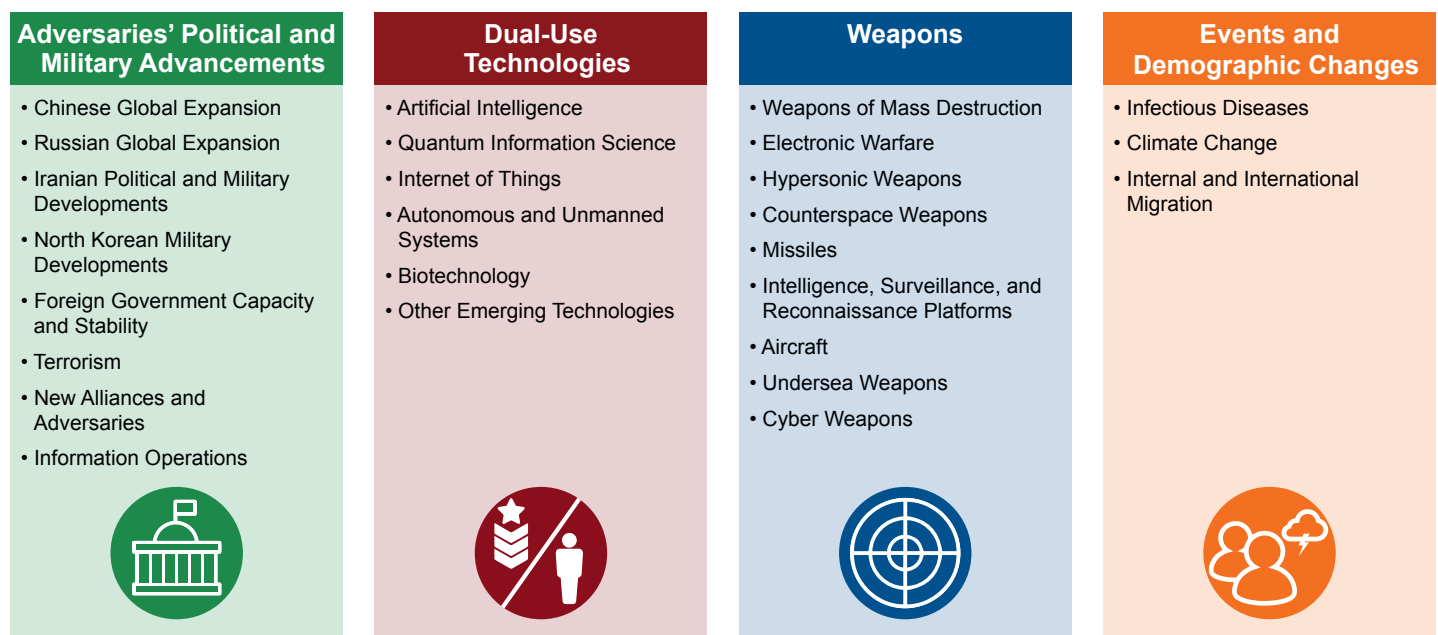 Adversaries’ Political and
Military Advancements
• Chinese Global Expansion
• Russian Global Expansion
• Iranian Political and Military
Developments
• North Korean Military
Developments
• Foreign Government Capacity
and Stability
• Terrorism
• New Alliances and
Adversaries
• Information Operations
Dual-Use
Technologies
• Artificial Intelligence
• Quantum Information Science
• Internet of Things
• Autonomous and Unmanned
Systems
• Biotechnology
• Other Emerging Technologies
Weapons
• Weapons of Mass Destruction
• Electronic Warfare
• Hypersonic Weapons
• Counterspace Weapons
• Missiles
• Intelligence, Surveillance, and
Reconnaissance Platforms
• Aircraft
• Undersea Weapons
• Cyber Weapons
Events and
Demographic Changes
• Infectious Diseases
• Climate Change
• Internal and International
Migration